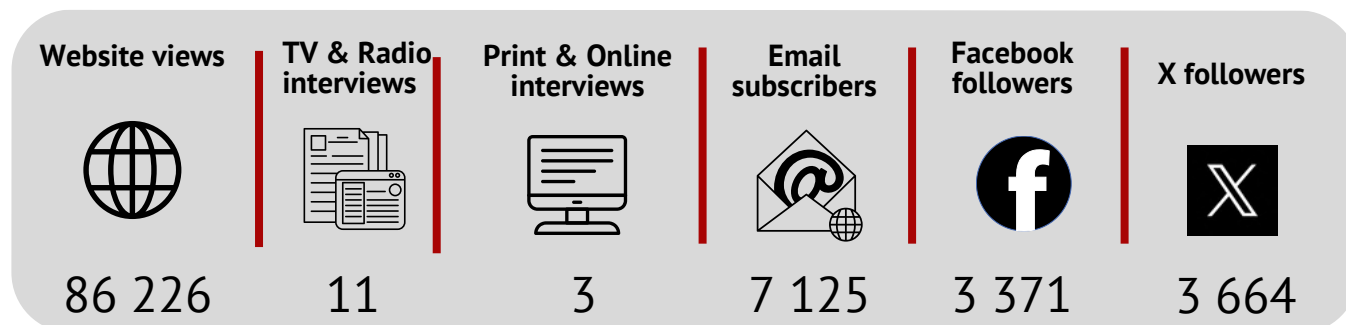 Website views
TV & Radio
interviews
Print & Online
interviews
Email
subscribers
Facebook
followers
X followers
86 226
11
3
7 125
3 371
3 664